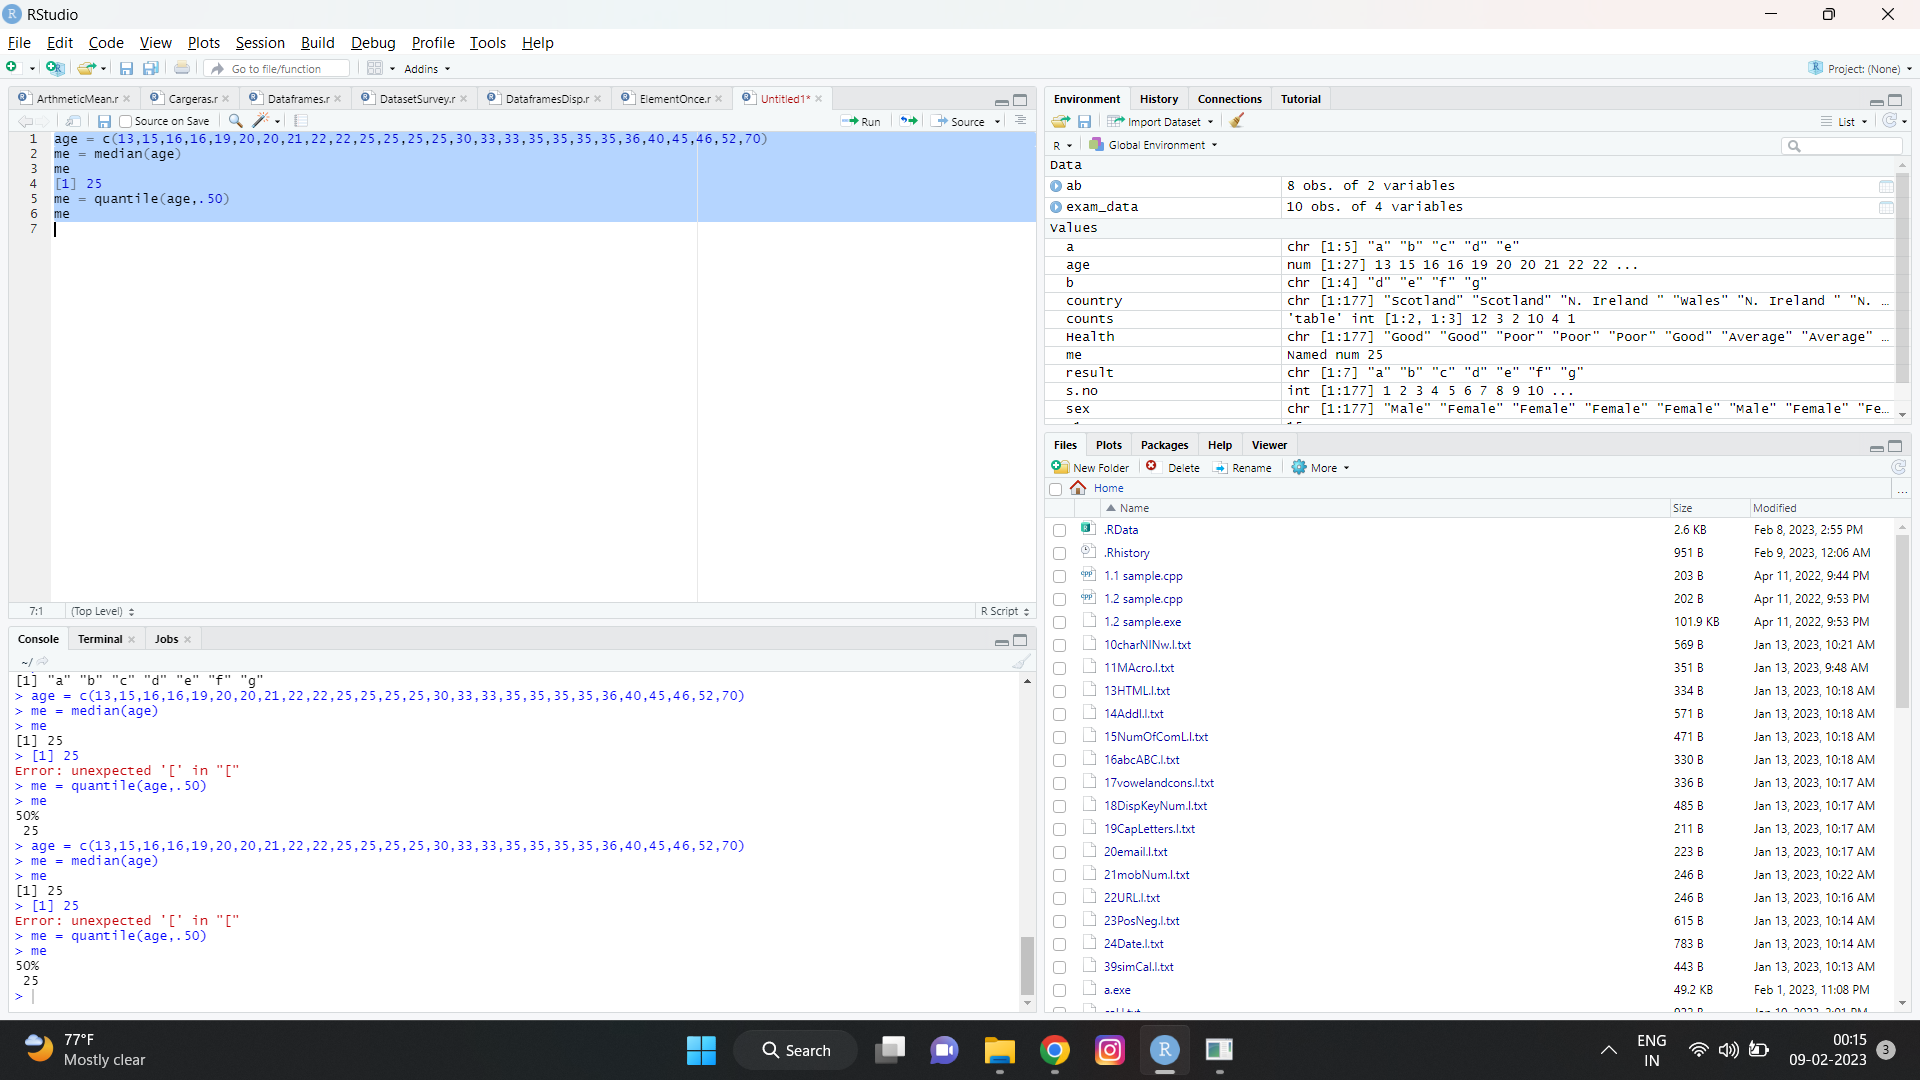 RStudio
File Edit Code View Plots Session Build Debug Profile Tools Help
Go to file/function Addins Project: (None)
ArthmeticMean.r Cargeras.r Dataframes.r DatasetSurvey.r DataframesDisp.r ElementOnce.r Untitled1*
Source on Save Run Source
1 age = c(13,15,16,16,19,20,20,21,22,22,25,25,25,25,30,33,33,35,35,35,35,36,40,45,46,52,70)
2 me = median(age)
3 me
4 [1] 25
5 me = quantile(age,.50)
6 me
7
7:1 (Top Level) R Script
Console Terminal Jobs
~/
[1] "a" "b" "c" "d" "e" "f" "g"
> age = c(13,15,16,16,19,20,20,21,22,22,25,25,25,25,30,33,33,35,35,35,35,36,40,45,46,52,70)
> me = median(age)
> me
[1] 25
> [1] 25
Error: unexpected '[' in "["
> me = quantile(age,.50)
> me
50%
25
> age = c(13,15,16,16,19,20,20,21,22,22,25,25,25,25,30,33,33,35,35,35,35,36,40,45,46,52,70)
> me = median(age)
> me
[1] 25
> [1] 25
Error: unexpected '[' in "["
> me = quantile(age,.50)
> me
50%
25
>
Environment History Connections Tutorial
Import Dataset List
R Global Environment
Data
ab 8 obs. of 2 variables
exam_data 10 obs. of 4 variables
Values
a chr [1:5] "a" "b" "c" "d" "e"
age num [1:27] 13 15 16 16 19 20 20 21 22 22 ...
b chr [1:4] "d" "e" "f" "g"
country chr [1:177] "Scotland" "Scotland" "N. Ireland " "Wales" "N. Ireland " "N. …
counts 'table' int [1:2, 1:3] 12 3 2 10 4 1
Health chr [1:177] "Good" "Good" "Poor" "Poor" "Poor" "Good" "Average" "Average" …
me Named num 25
result chr [1:7] "a" "b" "c" "d" "e" "f" "g"
s.no int [1:177] 1 2 3 4 5 6 7 8 9 10 ...
sex chr [1:177] "Male" "Female" "Female" "Female" "Female" "Male" "Female" "Fe…
Files Plots Packages Help Viewer
New Folder Delete Rename More
Home ...
Name Size Modified
.RData 2.6 KB Feb 8, 2023, 2:55 PM
.Rhistory 951 B Feb 9, 2023, 12:06 AM
1.1 sample.cpp 203 B Apr 11, 2022, 9:44 PM
1.2 sample.cpp 202 B Apr 11, 2022, 9:53 PM
1.2 sample.exe 101.9 KB Apr 11, 2022, 9:53 PM
10charNlNw.l.txt 569 B Jan 13, 2023, 10:21 AM
11MAcro.l.txt 351 B Jan 13, 2023, 9:48 AM
13HTML.l.txt 334 B Jan 13, 2023, 10:18 AM
14Addl.l.txt 571 B Jan 13, 2023, 10:18 AM
15NumOfComL.l.txt 471 B Jan 13, 2023, 10:18 AM
16abcABC.l.txt 330 B Jan 13, 2023, 10:18 AM
17vowelandcons.l.txt 336 B Jan 13, 2023, 10:17 AM
18DispKeyNum.l.txt 485 B Jan 13, 2023, 10:17 AM
19CapLetters.l.txt 211 B Jan 13, 2023, 10:17 AM
20email.l.txt 223 B Jan 13, 2023, 10:17 AM
21mobNum.l.txt 246 B Jan 13, 2023, 10:22 AM
22URL.l.txt 246 B Jan 13, 2023, 10:16 AM
23PosNeg.l.txt 615 B Jan 13, 2023, 10:14 AM
24Date.l.txt 783 B Jan 13, 2023, 10:14 AM
39simCal.l.txt 443 B Jan 13, 2023, 10:13 AM
a.exe 49.2 KB Feb 1, 2023, 11:08 PM
77°F
Mostly clear
Search
ENG
IN
00:15
09-02-2023
3